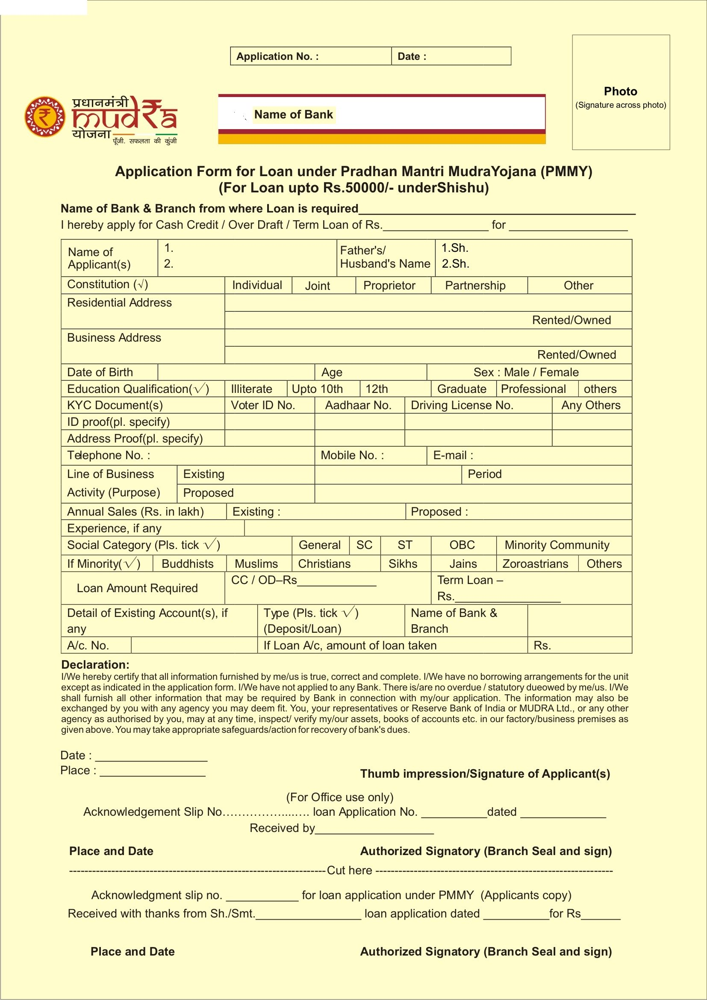 Application No. : Date :
Photo
(Signature across photo)
प्रधानमंत्री
mudRa
योजना
पूँजी. सफलता की कुंजी
Name of Bank
Application Form for Loan under Pradhan Mantri MudraYojana (PMMY)
(For Loan upto Rs.50000/- underShishu)
Name of Bank & Branch from where Loan is required__________
I hereby apply for Cash Credit / Over Draft / Term Loan of Rs.__________ for __________
Name of Applicant(s) 1. 2. Father's/ Husband's Name 1.Sh. 2.Sh.
Constitution (√) Individual Joint Proprietor Partnership Other
Residential Address
Rented/Owned
Business Address
Rented/Owned
Date of Birth Age Sex : Male / Female
Education Qualification(√) Illiterate Upto 10th 12th Graduate Professional others
KYC Document(s) Voter ID No. Aadhaar No. Driving License No. Any Others
ID proof(pl. specify)
Address Proof(pl. specify)
Telephone No. : Mobile No. : E-mail :
Line of Business Existing Period
Activity (Purpose) Proposed
Annual Sales (Rs. in lakh) Existing : Proposed :
Experience, if any
Social Category (Pls. tick √) General SC ST OBC Minority Community
If Minority(√) Buddhists Muslims Christians Sikhs Jains Zoroastrians Others
Loan Amount Required CC / OD–Rs__________ Term Loan –
Rs.__________
Detail of Existing Account(s), if Type (Pls. tick √) Name of Bank &
any (Deposit/Loan) Branch
A/c. No. If Loan A/c, amount of loan taken Rs.
Declaration:
I/We hereby certify that all information furnished by me/us is true, correct and complete. I/We have no borrowing arrangements for the unit
except as indicated in the application form. I/We have not applied to any Bank. There is/are no overdue / statutory dueowed by me/us. I/We
shall furnish all other information that may be required by Bank in connection with my/our application. The information may also be
exchanged by you with any agency you may deem fit. You, your representatives or Reserve Bank of India or MUDRA Ltd., or any other
agency as authorised by you, may at any time, inspect/ verify my/our assets, books of accounts etc. in our factory/business premises as
given above. You may take appropriate safeguards/action for recovery of bank's dues.
Date : __________
Place : __________
Thumb impression/Signature of Applicant(s)
(For Office use only)
Acknowledgement Slip No……………....…. loan Application No. __________dated __________
Received by__________
Place and Date Authorized Signatory (Branch Seal and sign)
----------Cut here ----------
Acknowledgment slip no. __________ for loan application under PMMY (Applicants copy)
Received with thanks from Sh./Smt.__________ loan application dated __________for Rs______
Place and Date Authorized Signatory (Branch Seal and sign)